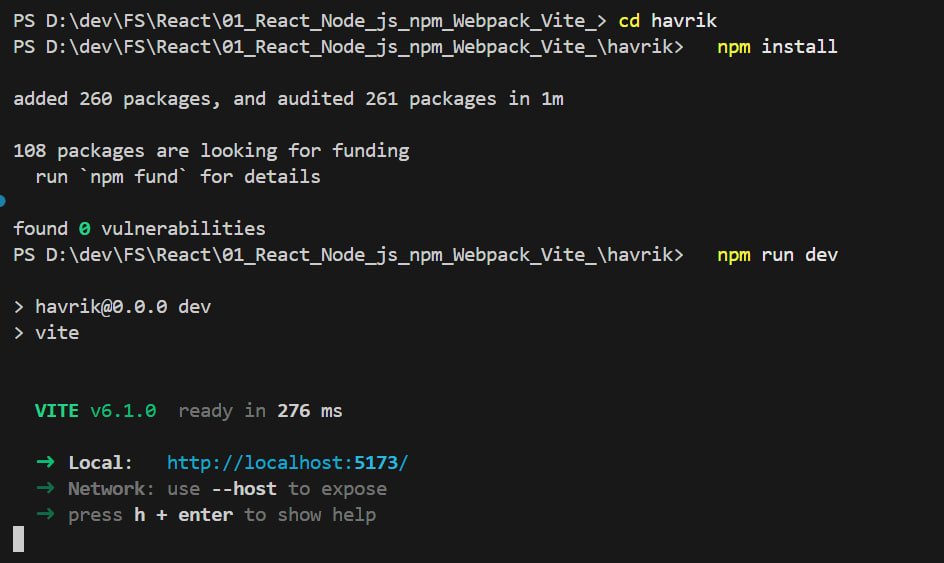 PS D:\dev\FS\React\01_React_Node_js_npm_Webpack_Vite_> cd havrik
PS D:\dev\FS\React\01_React_Node_js_npm_Webpack_Vite_\havrik>   npm install
added 260 packages, and audited 261 packages in 1m
108 packages are looking for funding
  run `npm fund` for details
found 0 vulnerabilities
PS D:\dev\FS\React\01_React_Node_js_npm_Webpack_Vite_\havrik>   npm run dev
> havrik@0.0.0 dev
> vite
  VITE v6.1.0  ready in 276 ms
  ➜ Local:   http://localhost:5173/
  ➜ Network: use --host to expose
  ➜ press h + enter to show help